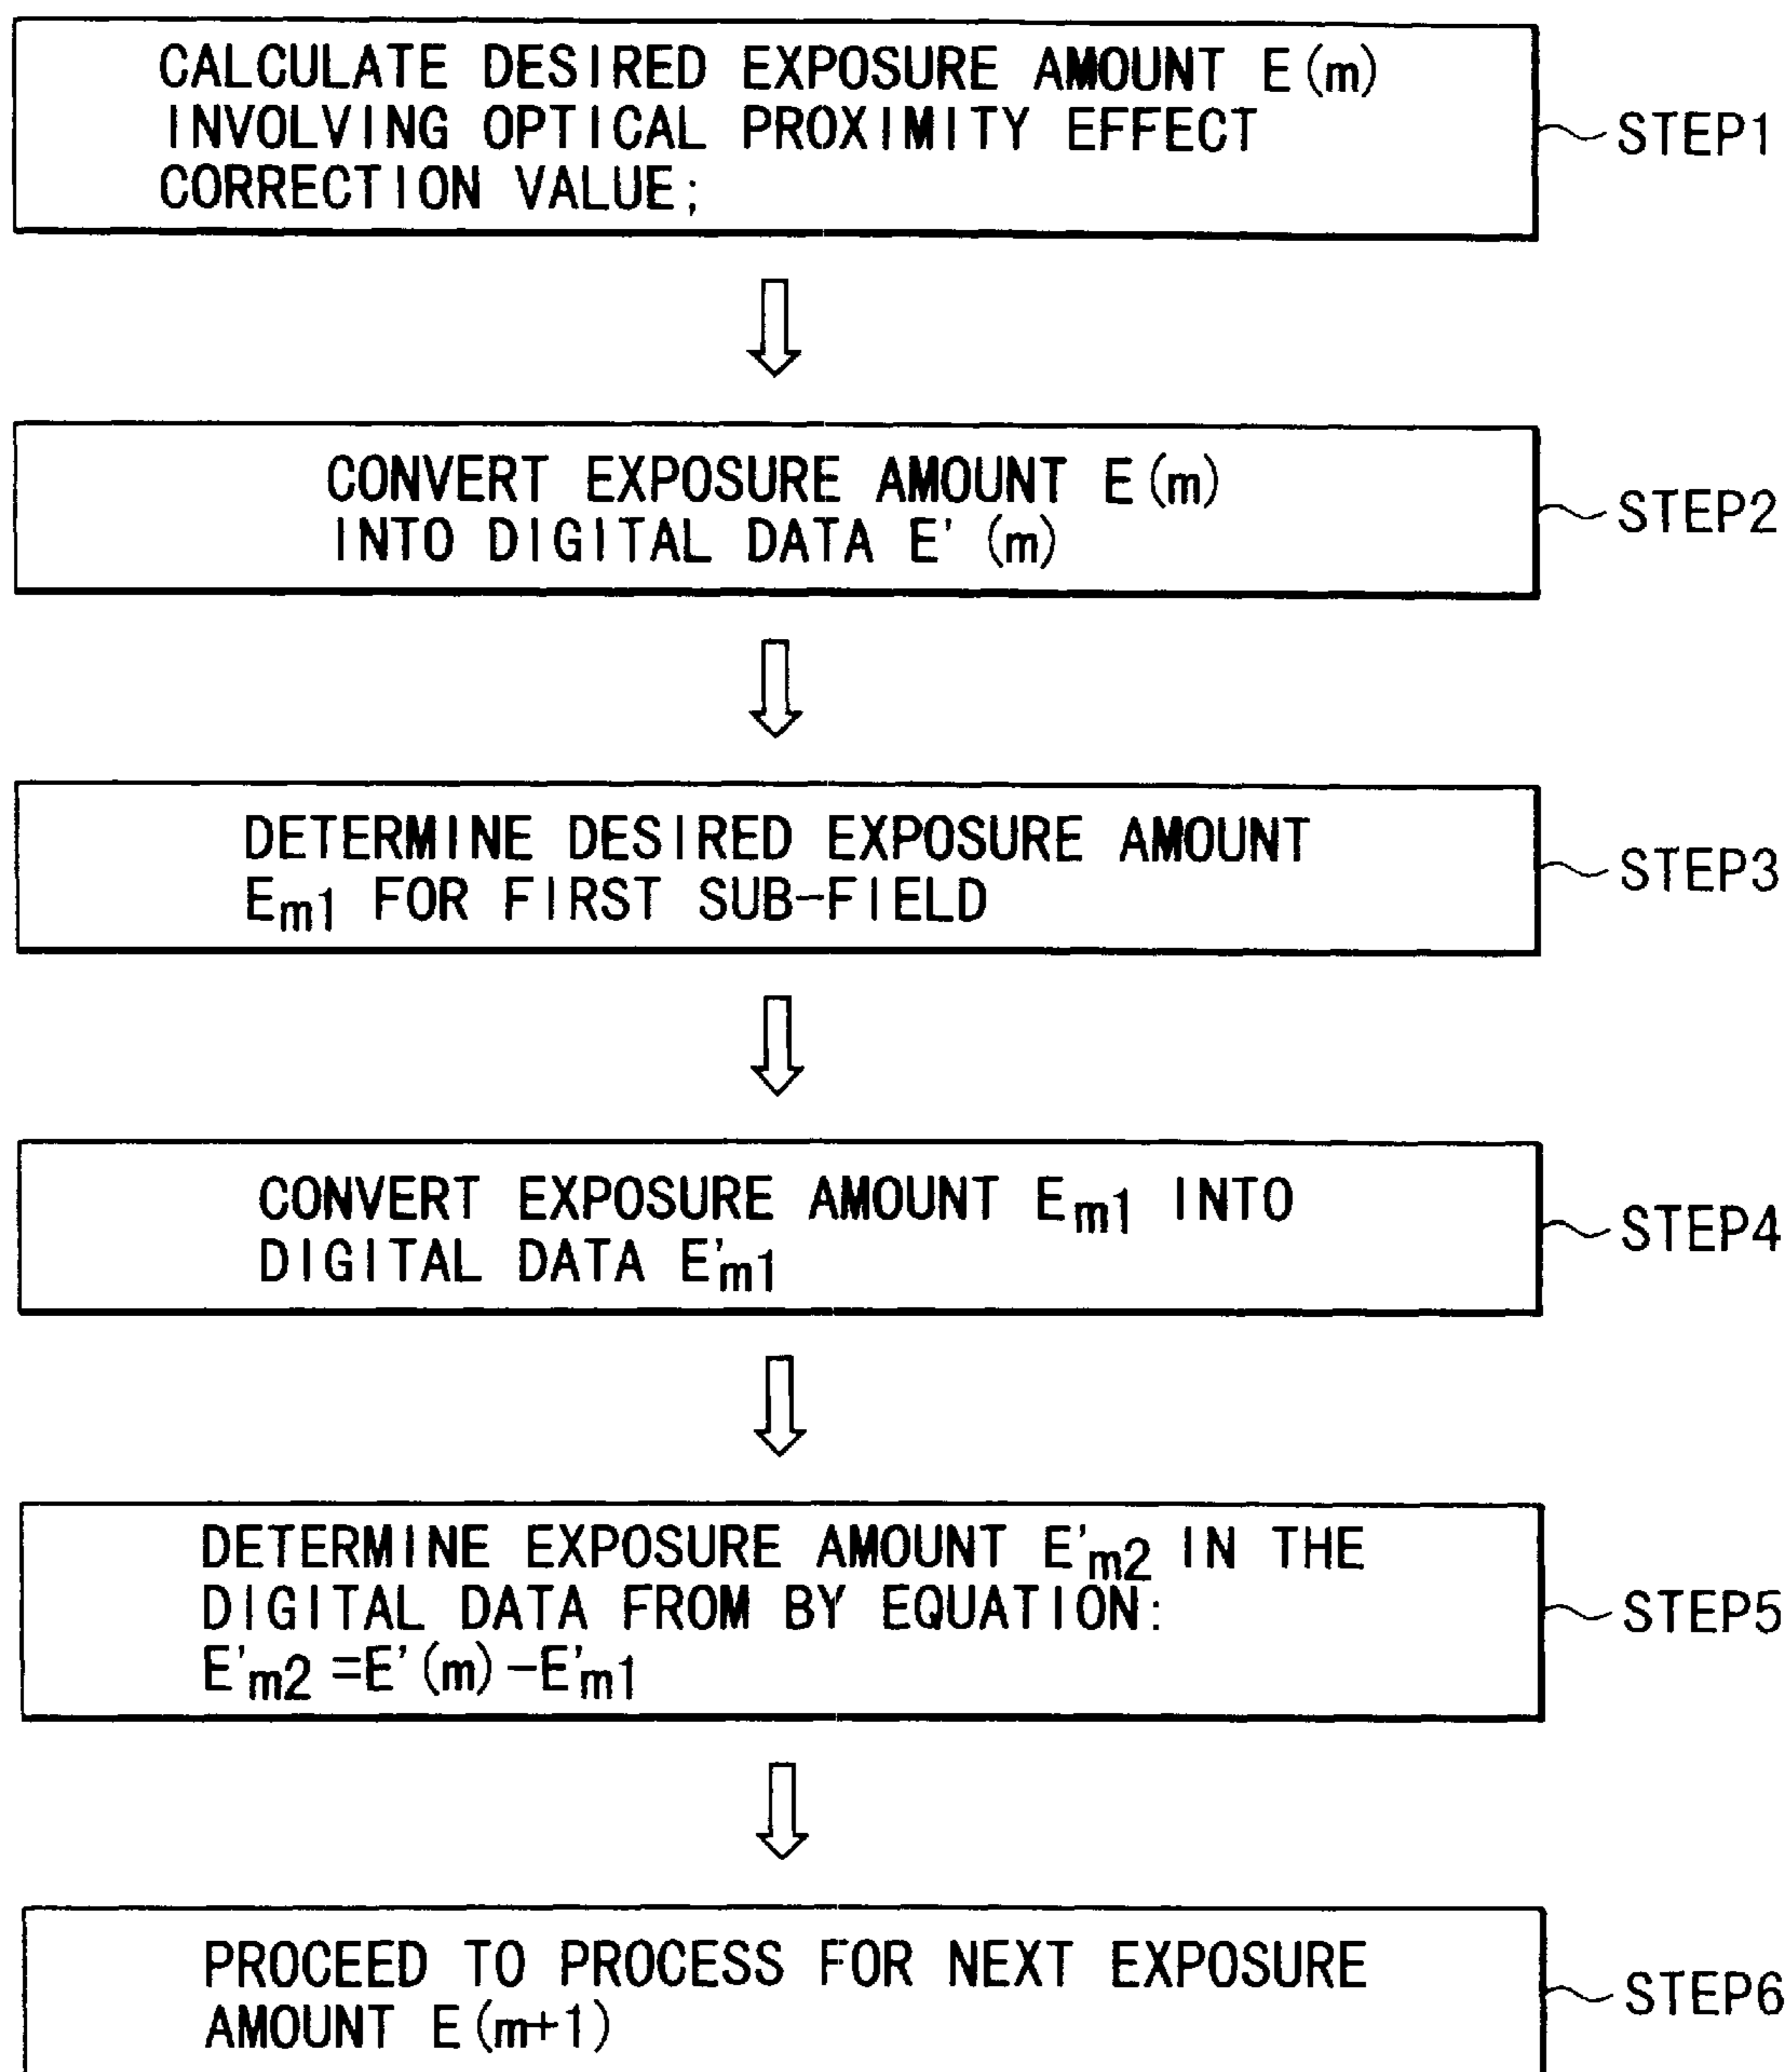 CALCULATE DESIRED EXPOSURE AMOUNT E(m)
INVOLVING OPTICAL PROXIMITY EFFECT
CORRECTION VALUE;
STEP1
CONVERT EXPOSURE AMOUNT E(m)
INTO DIGITAL DATA E'(m)
STEP2
DETERMINE DESIRED EXPOSURE AMOUNT
Em1 FOR FIRST SUB-FIELD
STEP3
CONVERT EXPOSURE AMOUNT Em1 INTO
DIGITAL DATA E'm1
STEP4
DETERMINE EXPOSURE AMOUNT E'm2 IN THE
DIGITAL DATA FROM BY EQUATION:
E'm2 =E'(m)-E'm1
STEP5
PROCEED TO PROCESS FOR NEXT EXPOSURE
AMOUNT E(m+1)
STEP6